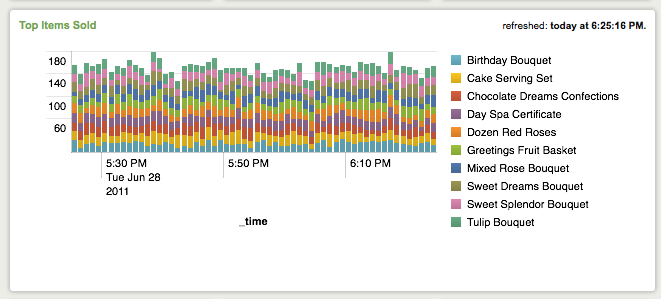 Top Items Sold
refreshed: today at 6:25:16 PM.
180
140
100
60
5:30 PM
Tue Jun 28
2011
5:50 PM
6:10 PM
_time
Birthday Bouquet
Cake Serving Set
Chocolate Dreams Confections
Day Spa Certificate
Dozen Red Roses
Greetings Fruit Basket
Mixed Rose Bouquet
Sweet Dreams Bouquet
Sweet Splendor Bouquet
Tulip Bouquet